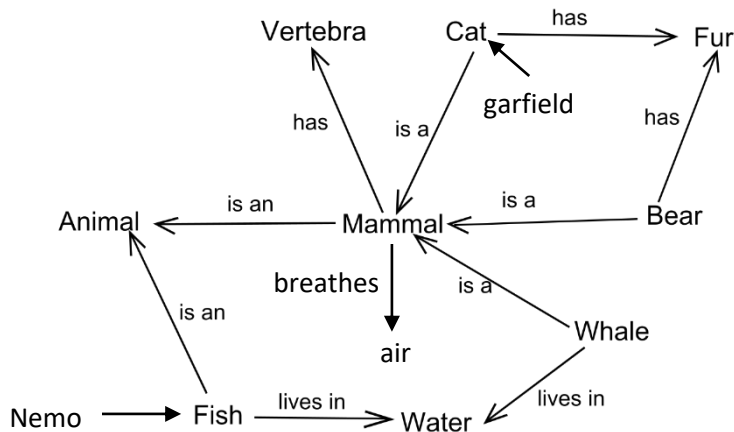 has
Vertebra
Cat
Fur
garfield
has
is a
has
is an
is a
Animal
Mammal
Bear
breathes
is a
is an
Whale
air
lives in
lives in
Nemo
Fish
Water